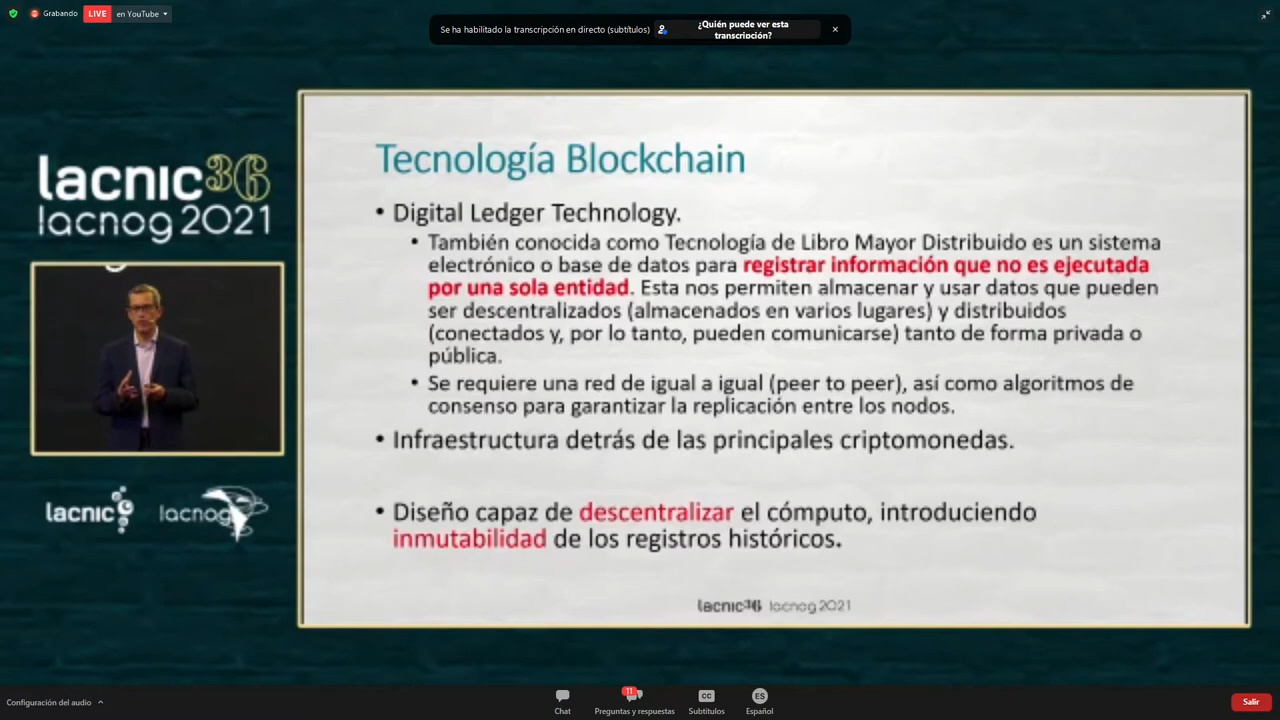 Grabando
LIVE
en YouTube
Se ha habilitado la transcripción en directo (subtítulos)
¿Quién puede ver esta
transcripción?
lacnic36
lacnog 2021
lacnic
lacnog
Tecnología Blockchain
• Digital Ledger Technology.
• También conocida como Tecnología de Libro Mayor Distribuido es un sistema
electrónico o base de datos para registrar información que no es ejecutada
por una sola entidad. Esta nos permiten almacenar y usar datos que pueden
ser descentralizados (almacenados en varios lugares) y distribuidos
(conectados y, por lo tanto, pueden comunicarse) tanto de forma privada o
pública.
• Se requiere una red de igual a igual (peer to peer), así como algoritmos de
consenso para garantizar la replicación entre los nodos.
• Infraestructura detrás de las principales criptomonedas.
• Diseño capaz de descentralizar el cómputo, introduciendo
inmutabilidad de los registros históricos.
lacnic36 lacnog 2021
Configuración del audio
Chat
11
Preguntas y respuestas
CC
Subtítulos
ES
Español
Salir